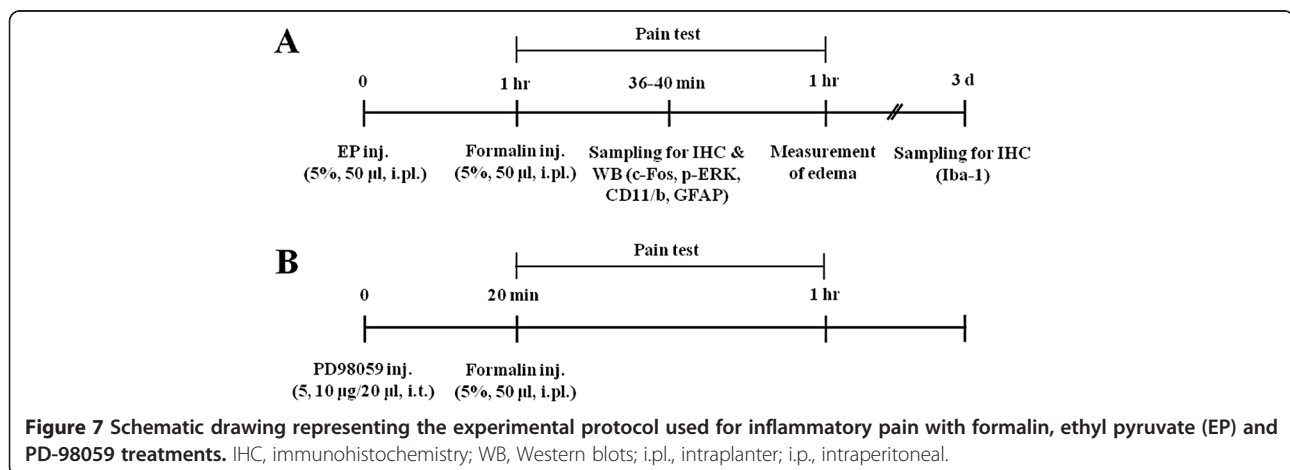 A
Pain test
0
1 hr
36-40 min
1 hr
3 d
EP inj.
(5%, 50 µl, i.pl.)
Formalin inj.
(5%, 50 µl, i.pl.)
Sampling for IHC &
WB (c-Fos, p-ERK,
CD11/b, GFAP)
Measurement
of edema
Sampling for IHC
(Iba-1)
B
Pain test
0
20 min
1 hr
PD98059 inj.
(5, 10 µg/20 µl, i.t.)
Formalin inj.
(5%, 50 µl, i.pl.)
Figure 7 Schematic drawing representing the experimental protocol used for inflammatory pain with formalin, ethyl pyruvate (EP) and
PD-98059 treatments. IHC, immunohistochemistry; WB, Western blots; i.pl., intraplanter; i.p., intraperitoneal.